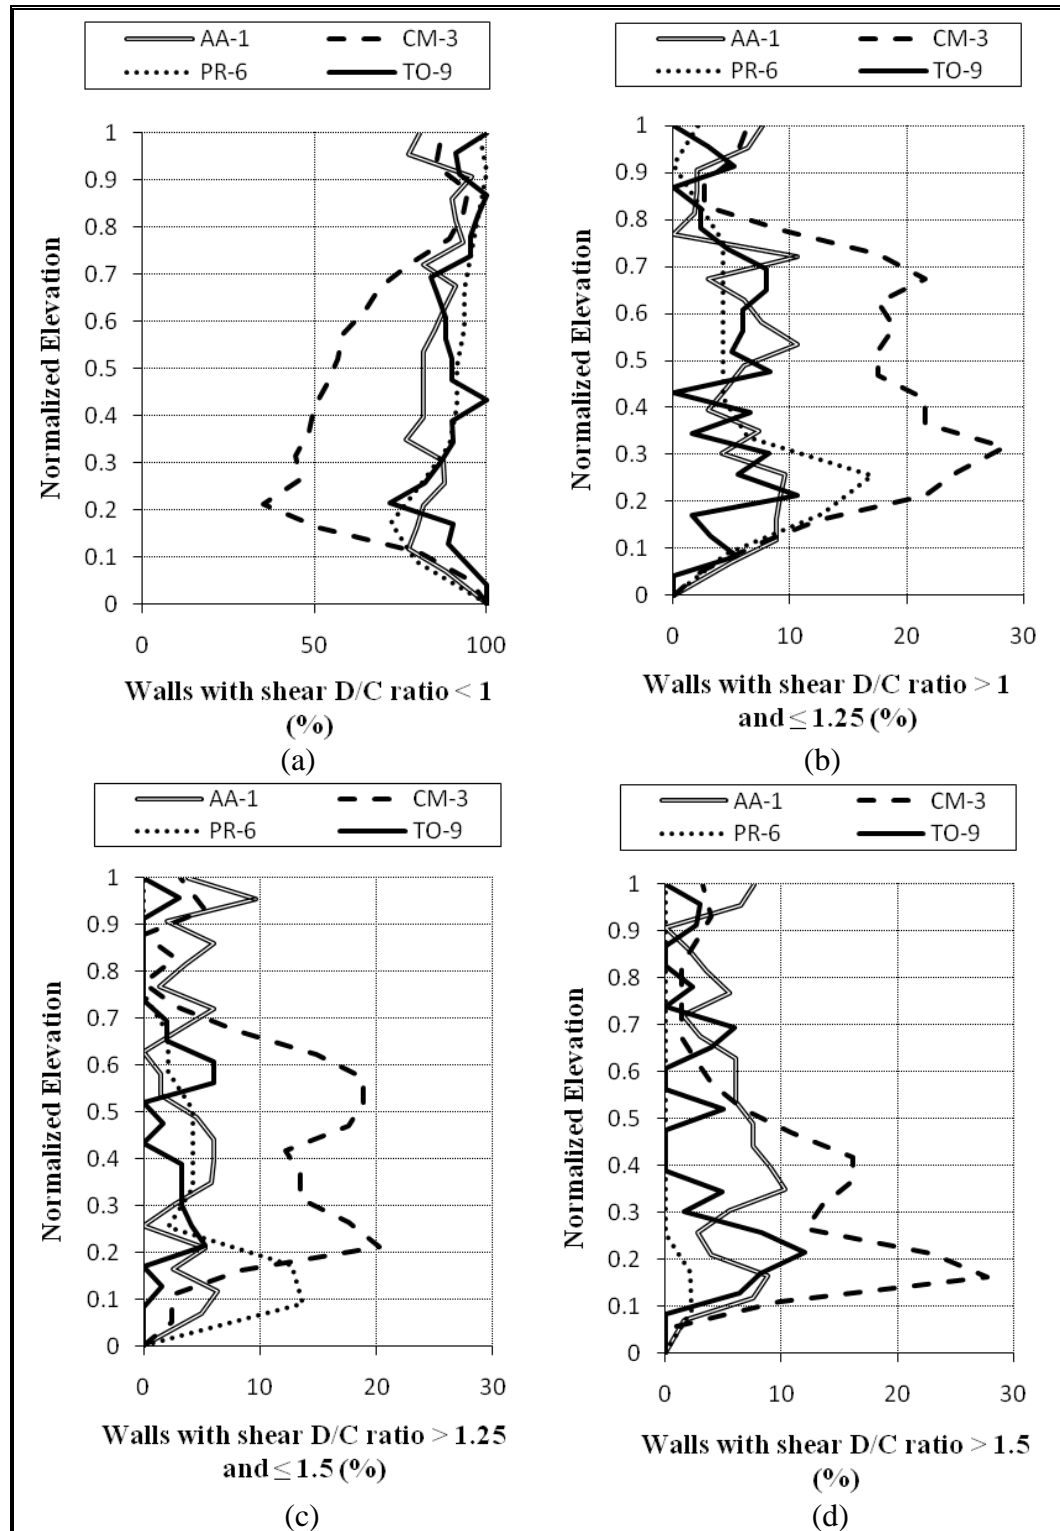 AA-1 CM-3
PR-6 TO-9
1
0.9
0.8
0.7
0.6
0.5
0.4
0.3
0.2
0.1
0
Normalized Elevation
0 50 100
Walls with shear D/C ratio < 1
(%)
(a)
AA-1 CM-3
PR-6 TO-9
1
0.9
0.8
0.7
0.6
0.5
0.4
0.3
0.2
0.1
0
Normalized Elevation
0 10 20 30
Walls with shear D/C ratio > 1
and ≤ 1.25 (%)
(b)
AA-1 CM-3
PR-6 TO-9
1
0.9
0.8
0.7
0.6
0.5
0.4
0.3
0.2
0.1
0
Normalized Elevation
0 10 20 30
Walls with shear D/C ratio > 1.25
and ≤ 1.5 (%)
(c)
AA-1 CM-3
PR-6 TO-9
1
0.9
0.8
0.7
0.6
0.5
0.4
0.3
0.2
0.1
0
Normalized Elevation
0 10 20 30
Walls with shear D/C ratio > 1.5
(%)
(d)